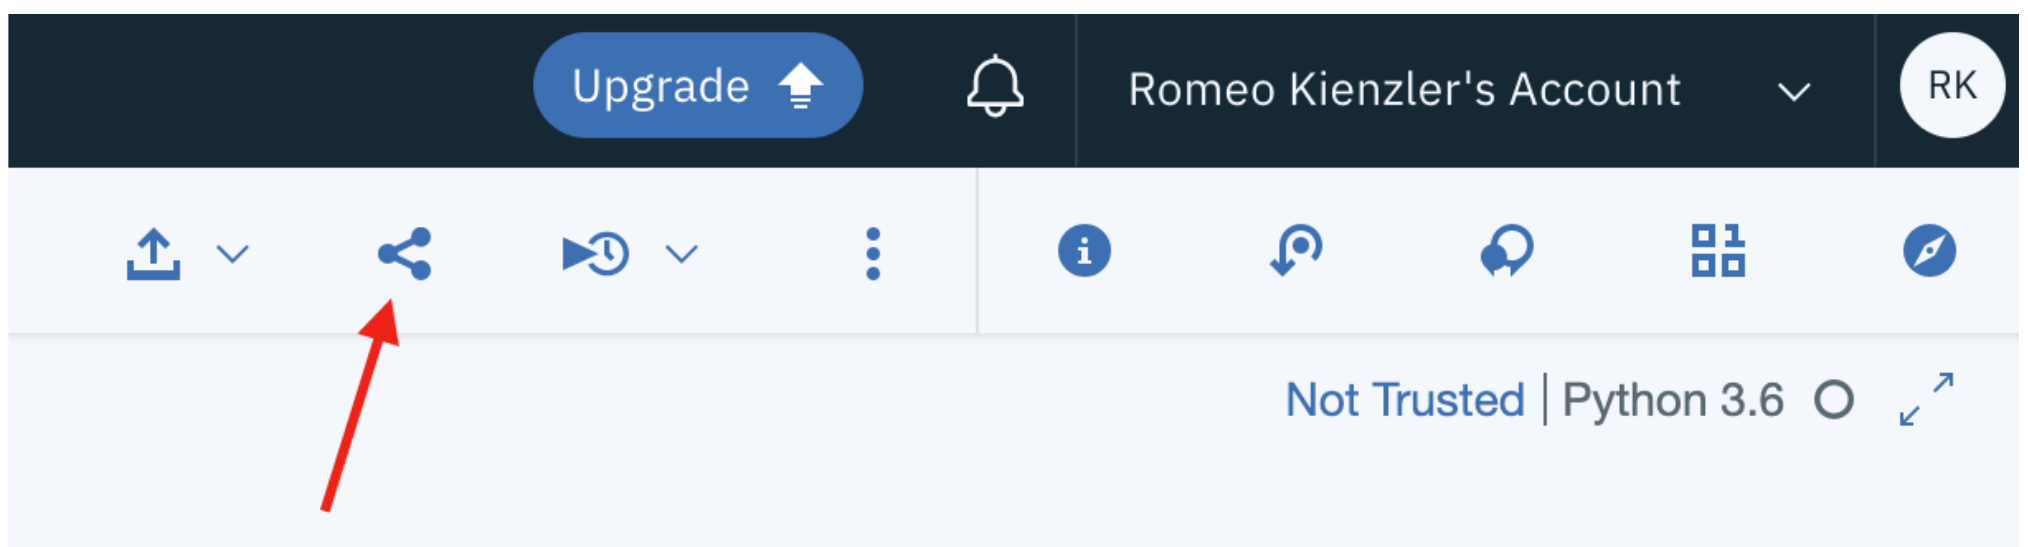 Upgrade
Romeo Kienzler's Account
RK
Not Trusted | Python 3.6